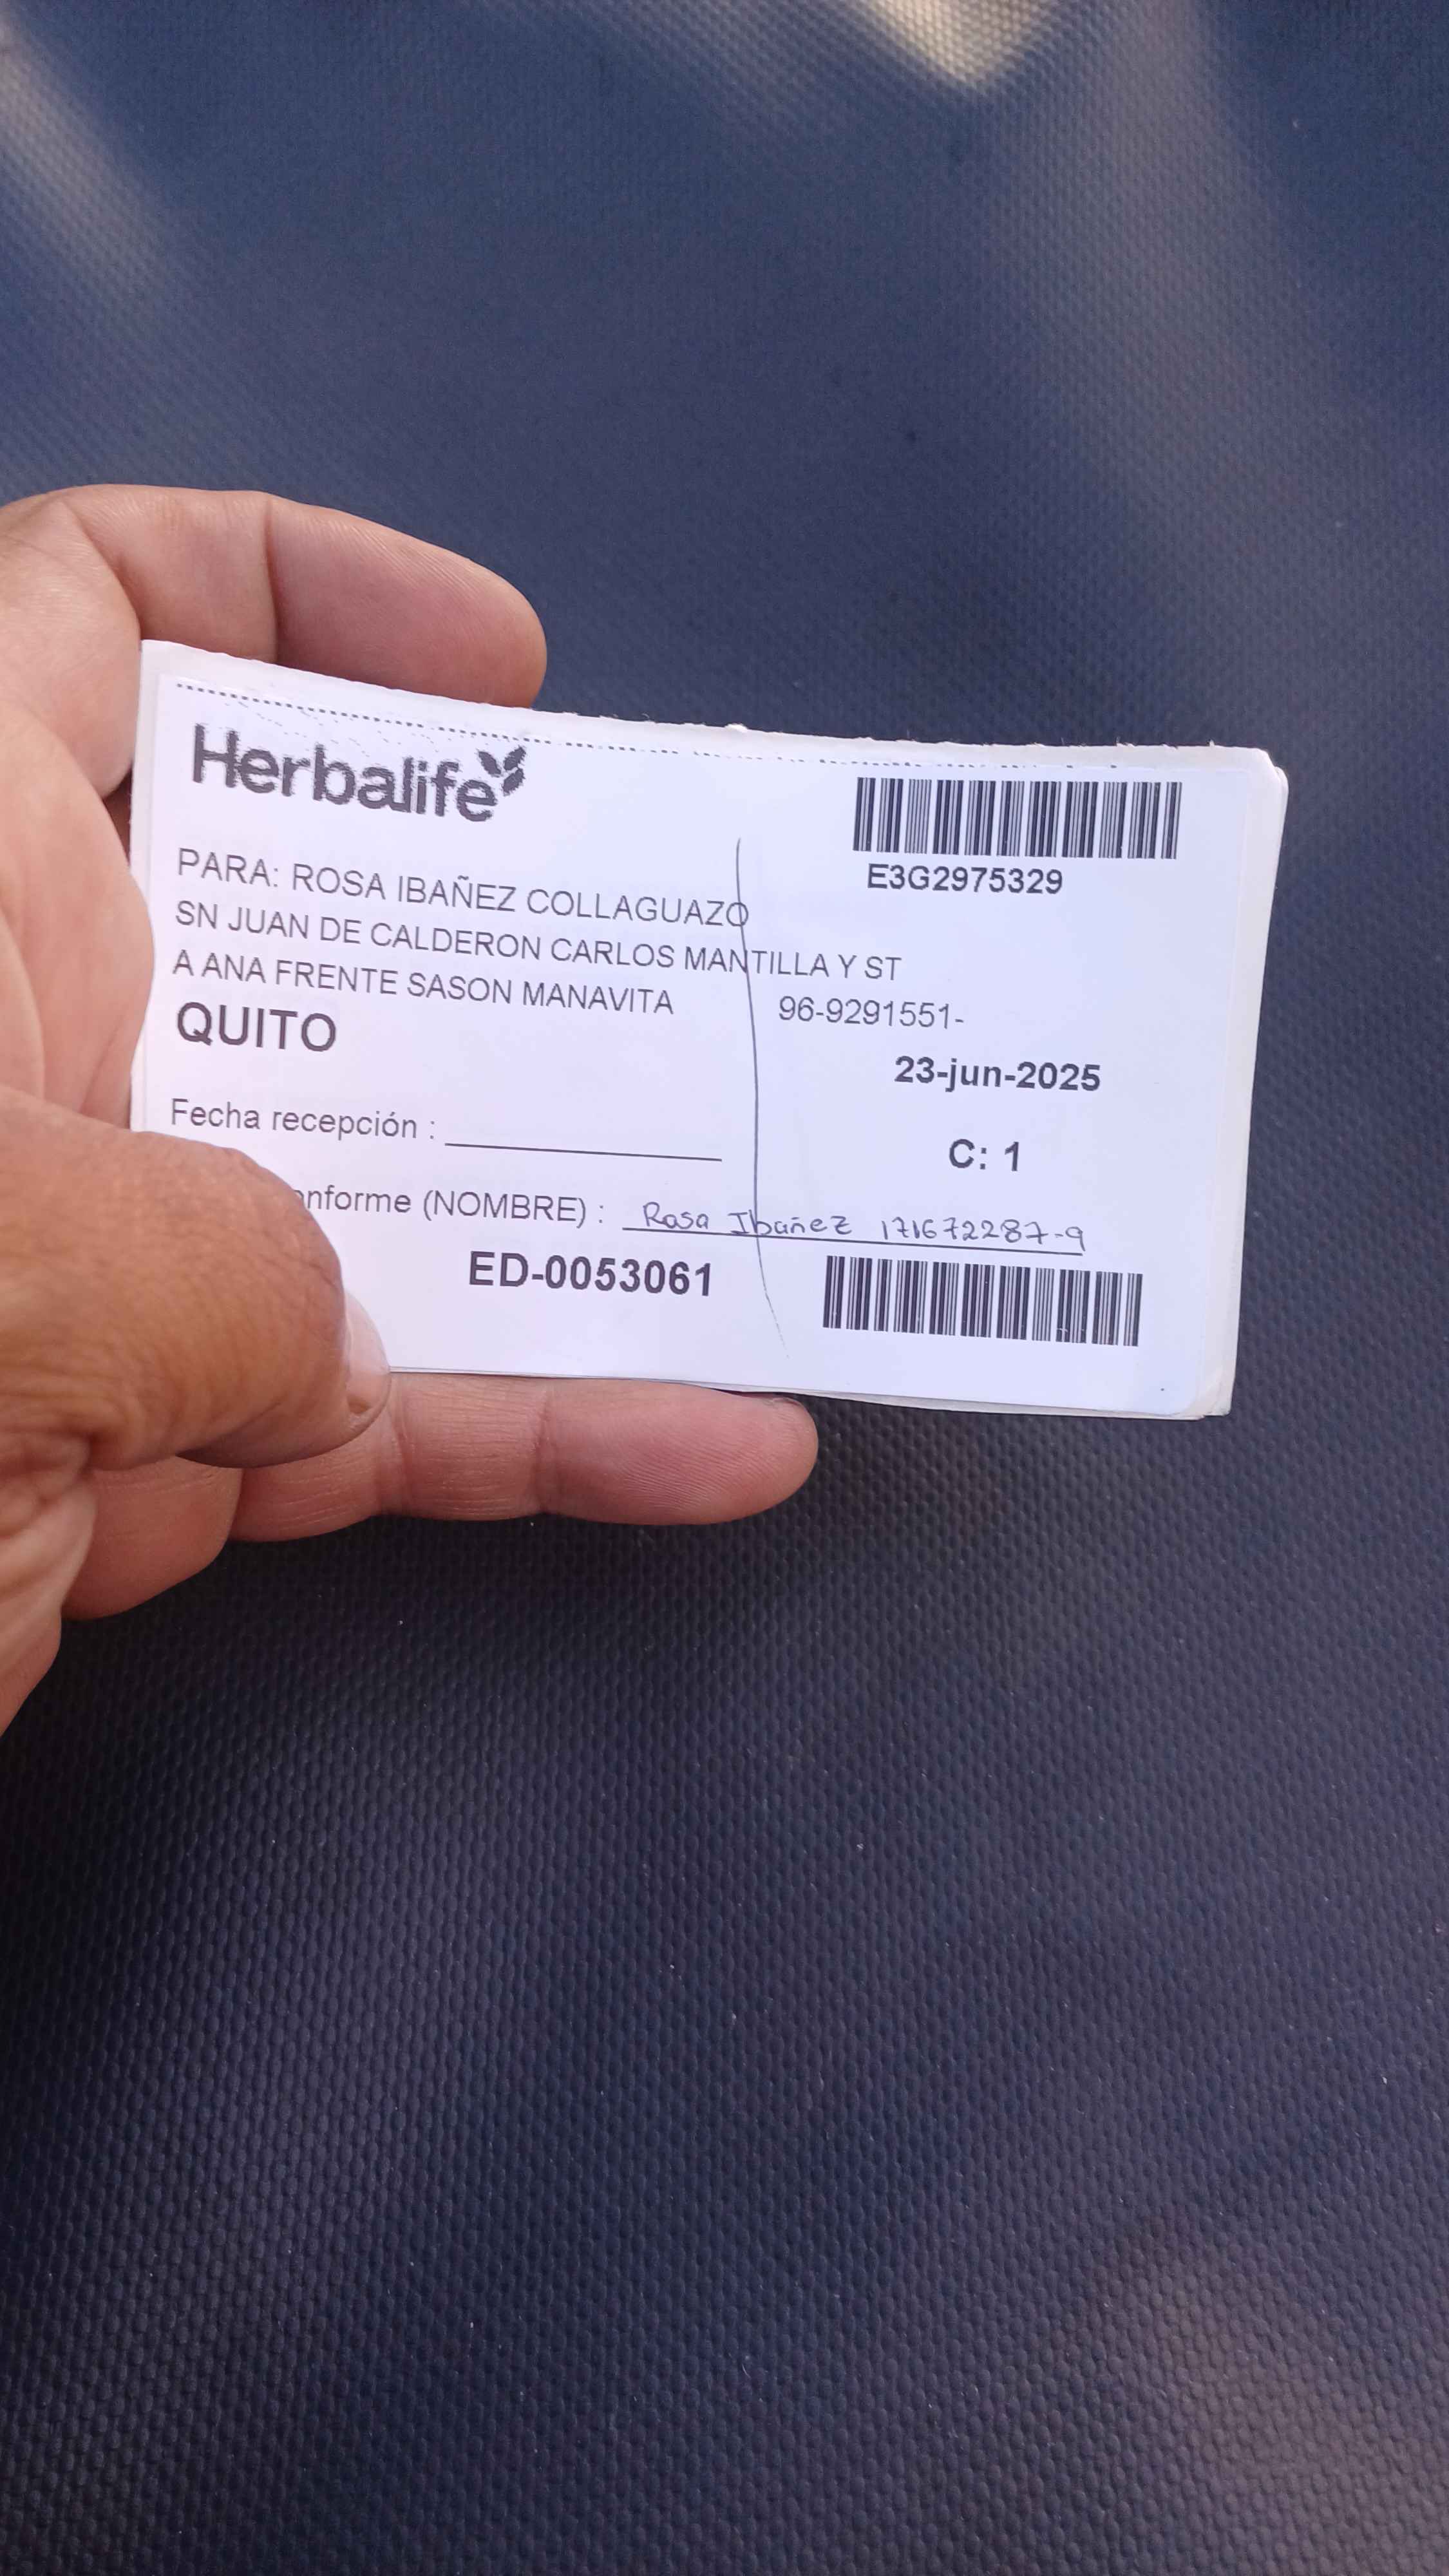 Herbalife
E3G2975329
PARA: ROSA IBAÑEZ COLLAGUAZO
SN JUAN DE CALDERON CARLOS MANTILLA Y ST
A ANA FRENTE SASON MANAVITA 96-9291551-
QUITO
23-jun-2025
Fecha recepción :
C: 1
onforme (NOMBRE) : Rosa Ibañez 171672287-9
ED-0053061